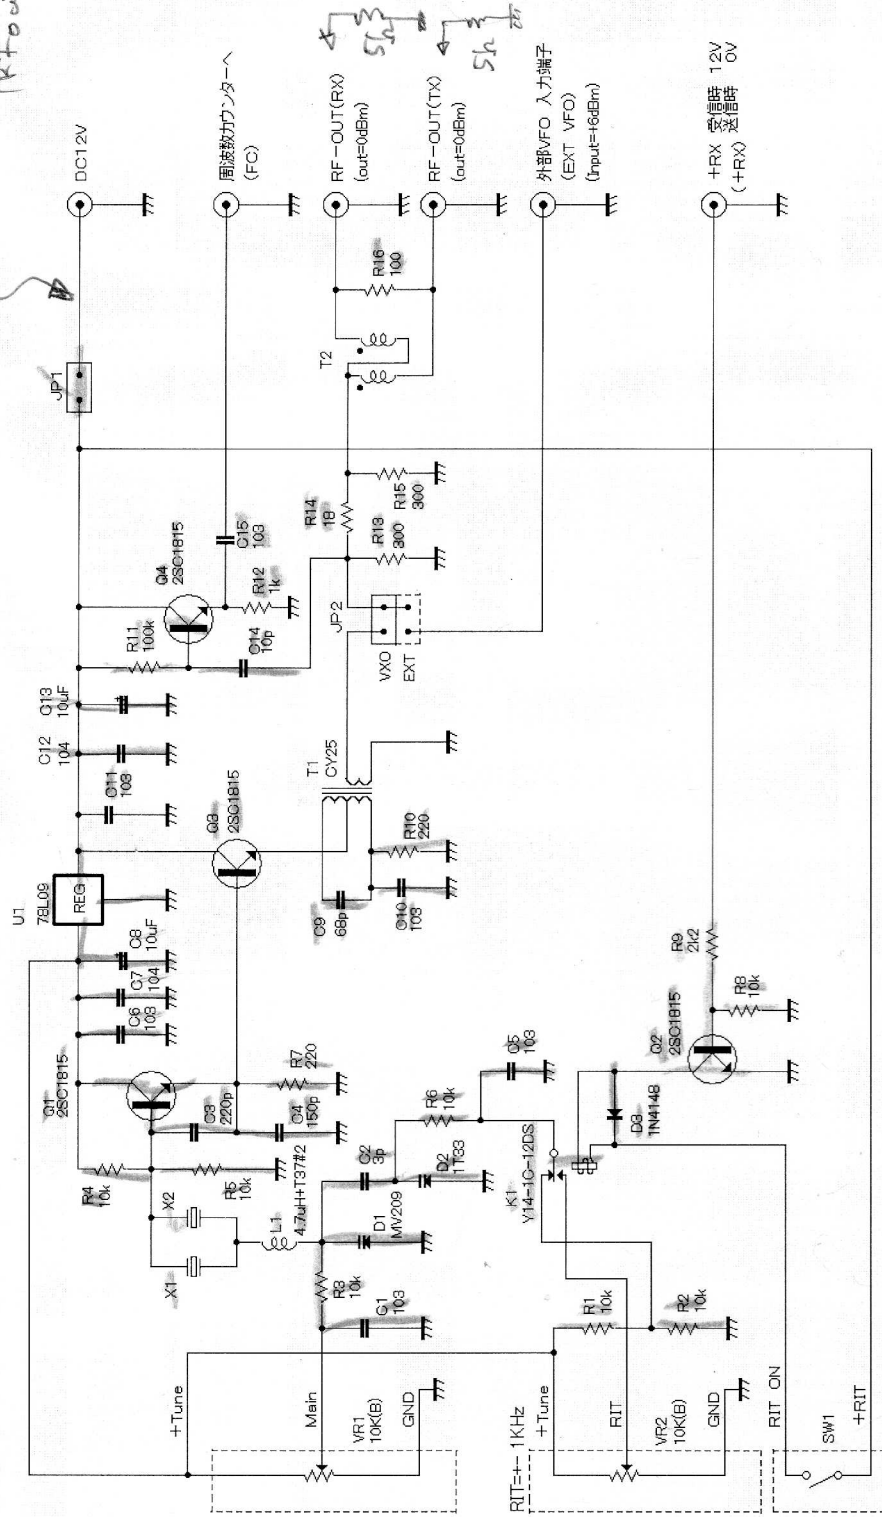 DC12V
周波数カウンターへ
(FC)
RF-OUT(RX)
(out=0dBm)
RF-OUT(TX)
(out=0dBm)
外部VFO 入力端子
(EXT VFO)
(input=+6dBm)
+RX 受信時 12V
送信時 0V
(+RX)
JP1
T2
R16
100
R14
18
R15
300
R13
300
JP2
VXO
EXT
C15
103
Q4
2SC1815
R12
1k
R11
100k
C14
10p
C13
10uF
C12
104
C11
103
T1
CY25
Q3
2SC1815
R10
220
C9
68p
C10
103
U1
78L09
REG
C8
10uF
C7
104
C6
103
Q1
2SC1815
R7
220
C3
220p
C4
150p
R4
10k
R5
10k
X2
X1
L1
4.7uH+T37#2
C2
3p
D2
1T33
D1
MV209
R3
10k
C1
103
R6
10k
C5
103
K1
Y14-1C-12DS
D3
1N4148
Q2
2SC1815
R9
2k2
R8
10k
R1
10k
R2
10k
+Tune
Main
VR1
10K(B)
GND
RIT=+- 1KHz
+Tune
RIT
VR2
10K(B)
GND
RIT ON
SW1
+RIT